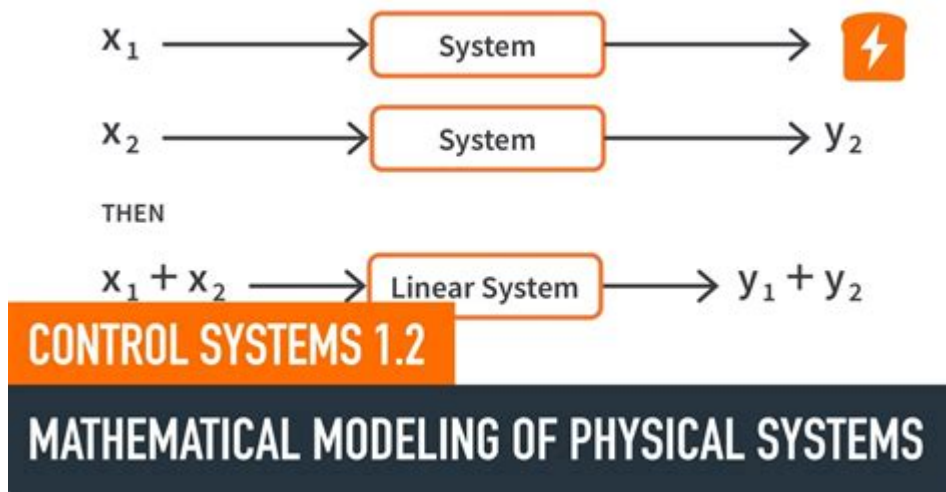 x₁ System
x₂ System y₂
THEN
x₁ + x₂ Linear System y₁ + y₂
CONTROL SYSTEMS 1.2
MATHEMATICAL MODELING OF PHYSICAL SYSTEMS